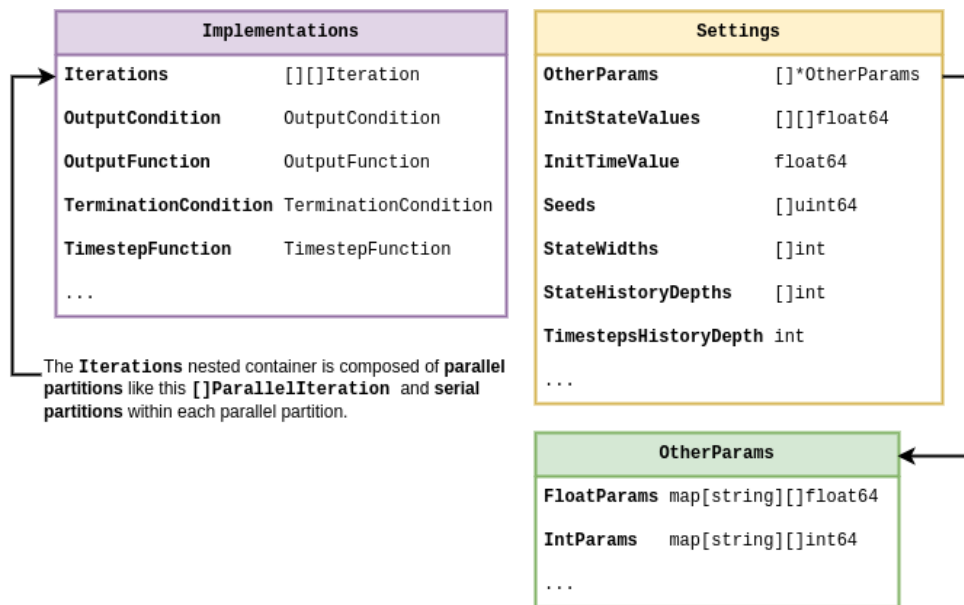 Implementations
Iterations [][]Iteration
OutputCondition OutputCondition
OutputFunction OutputFunction
TerminationCondition TerminationCondition
TimestepFunction TimestepFunction
...
The Iterations nested container is composed of parallel
partitions like this []ParallelIteration and serial
partitions within each parallel partition.
Settings
OtherParams []*OtherParams
InitStateValues [][]float64
InitTimeValue float64
Seeds []uint64
StateWidths []int
StateHistoryDepths []int
TimestepsHistoryDepth int
...
OtherParams
FloatParams map[string][]float64
IntParams map[string][]int64
...